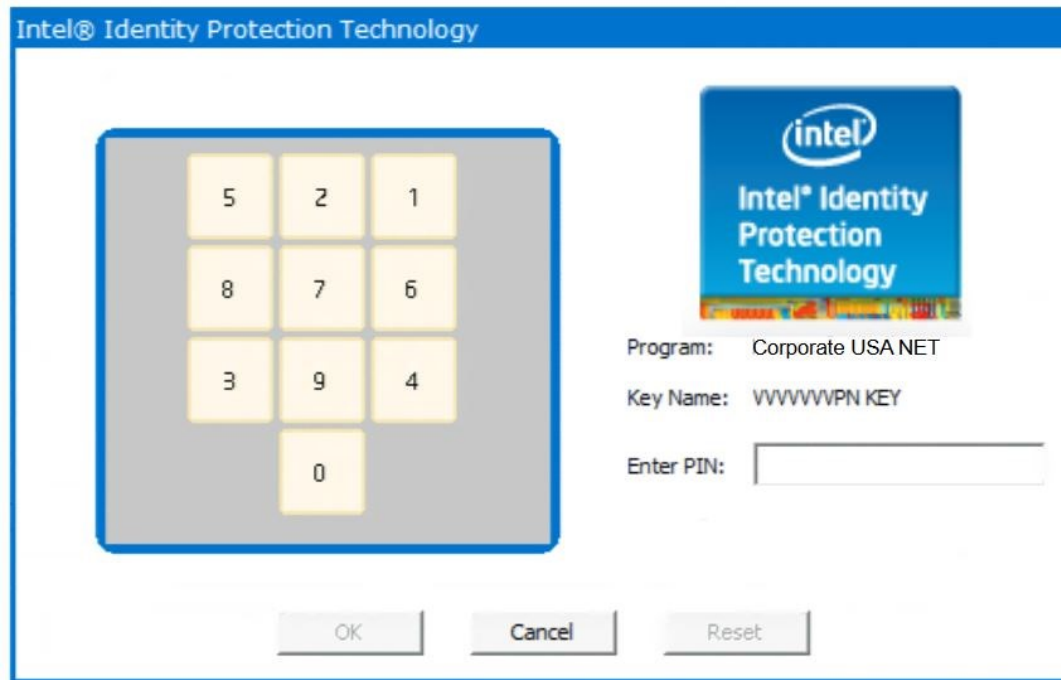 Intel® Identity Protection Technology
5 2 1
8 7 6
3 9 4
0
intel
Intel® Identity
Protection
Technology
Program: Corporate USA NET
Key Name: VVVVVVPN KEY
Enter PIN:
OK Cancel Reset